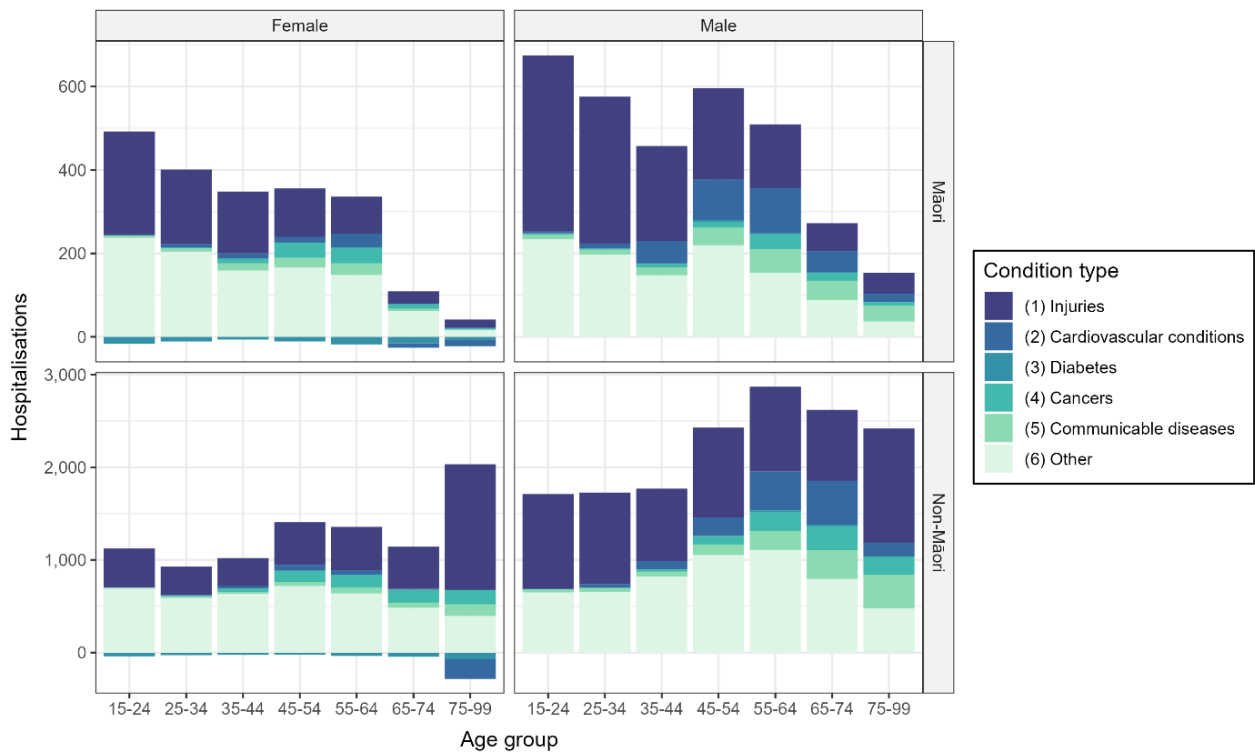 Female
Male
600
400
200
0
Māori
3,000
2,000
1,000
0
Non-Māori
Hospitalisations
15-24 25-34 35-44 45-54 55-64 65-74 75-99
15-24 25-34 35-44 45-54 55-64 65-74 75-99
Age group
Condition type
(1) Injuries
(2) Cardiovascular conditions
(3) Diabetes
(4) Cancers
(5) Communicable diseases
(6) Other